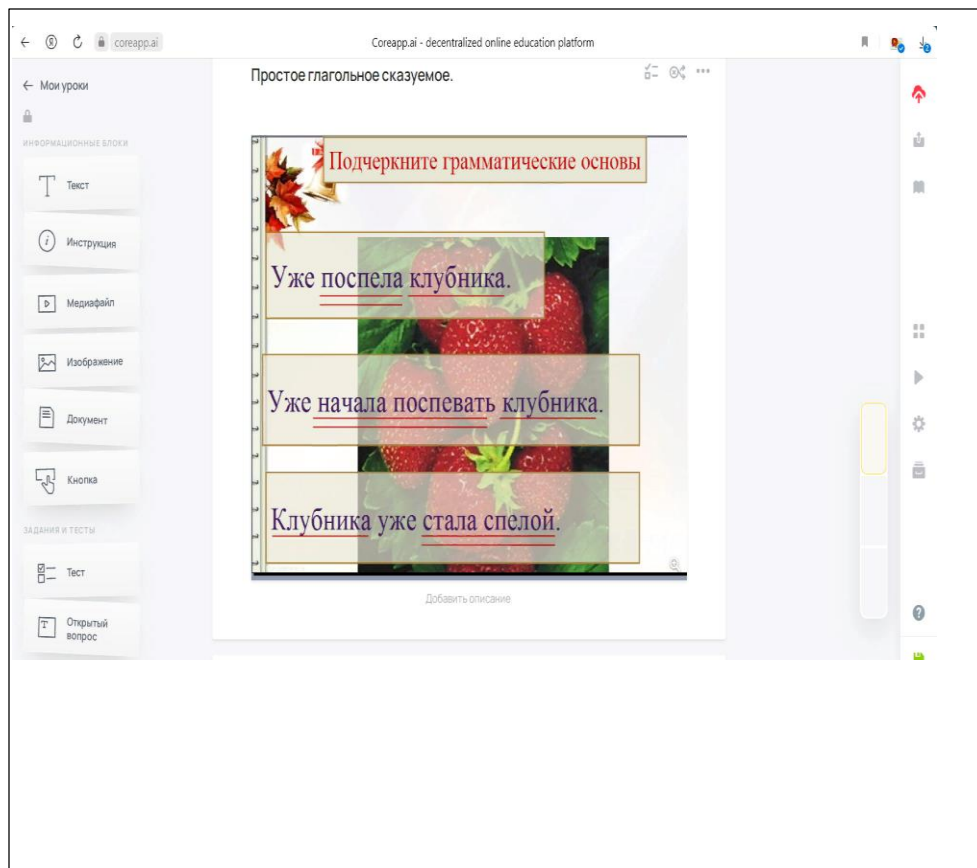 coreapp.ai
Coreapp.ai - decentralized online education platform
Мои уроки
ИНФОРМАЦИОННЫЕ БЛОКИ
Текст
Инструкция
Медиафайл
Изображение
Документ
Кнопка
ЗАДАНИЯ И ТЕСТЫ
Тест
Открытый
вопрос
Простое глагольное сказуемое.
Подчеркните грамматические основы
Уже поспела клубника.
Уже начала поспевать клубника.
Клубника уже стала спелой.
Добавить описание